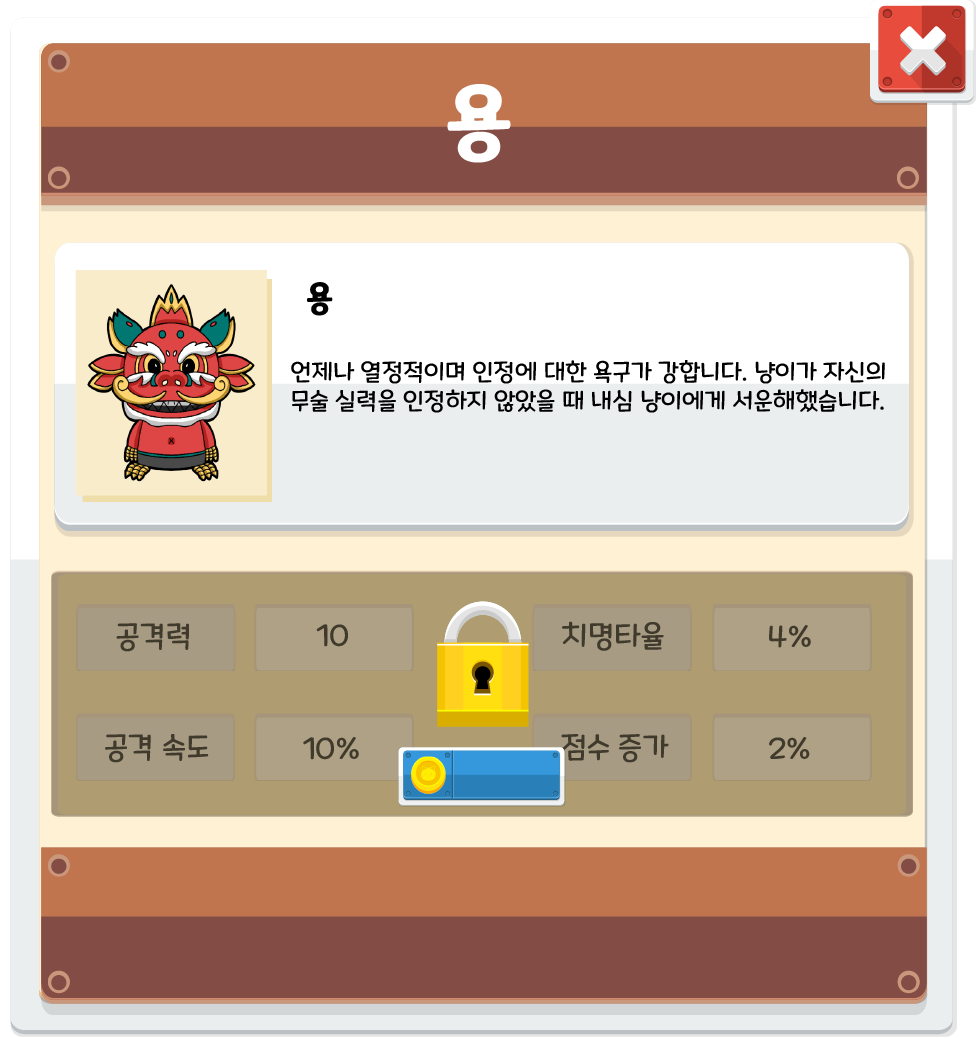 용
용
언제나 열정적이며 인정에 대한 욕구가 강합니다. 냥이가 자신의
무술 실력을 인정하지 않았을 때 내심 냥이에게 서운해했습니다.
공격력 10 치명타율 4%
공격 속도 10% 점수 증가 2%